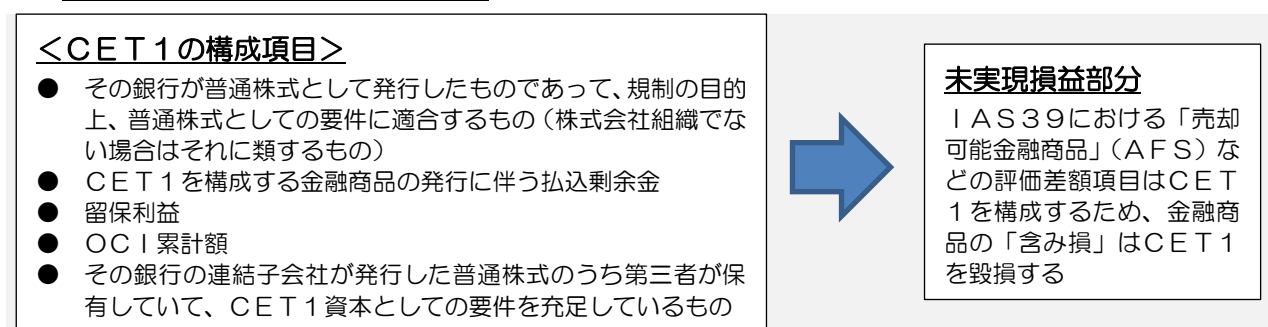 ＜ＣＥＴ１の構成項目＞
● その銀行が普通株式として発行したものであって、規制の目的
上、普通株式としての要件に適合するもの（株式会社組織でな
い場合はそれに類するもの）
● ＣＥＴ１を構成する金融商品の発行に伴う払込剰余金
● 留保利益
● ＯＣＩ累計額
● その銀行の連結子会社が発行した普通株式のうち第三者が保
有していて、ＣＥＴ１資本としての要件を充足しているもの
未実現損益部分
ＩＡＳ３９における「売却
可能金融商品」（ＡＦＳ）な
どの評価差額項目はＣＥＴ
１を構成するため、金融商
品の「含み損」はＣＥＴ１
を毀損する